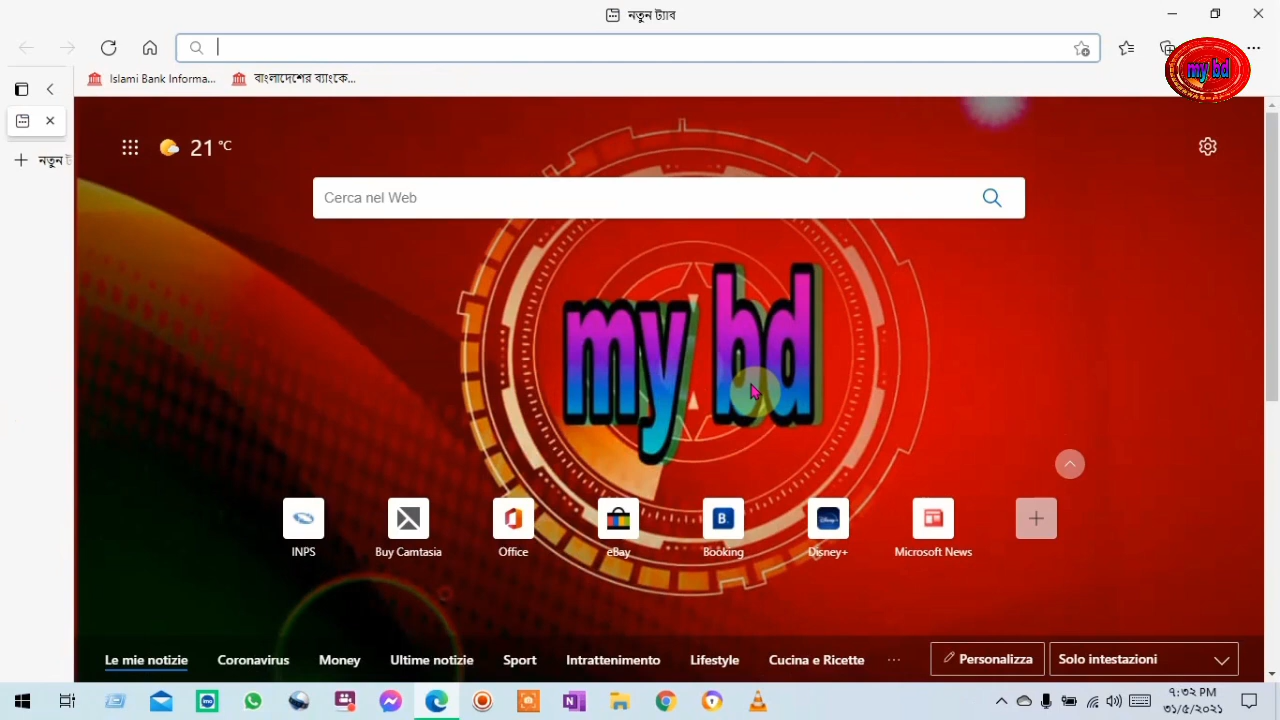 নতুন ট্যাব
Islami Bank Informa...
বাংলাদেশের ব্যাংকে...
my bd
নতুন ট
21 °C
Cerca nel Web
my bd
INPS
Buy Camtasia
Office
eBay
Booking
Disney+
Microsoft News
Le mie notizie
Coronavirus
Money
Ultime notizie
Sport
Intrattenimento
Lifestyle
Cucina e Ricette
...
Personalizza
Solo intestazioni
৭:৩২ PM
৩১/৫/২০২১